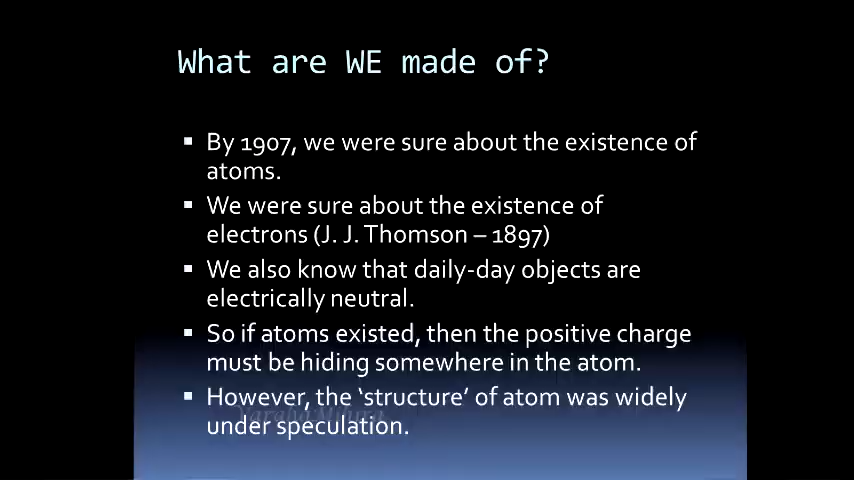 What are WE made of?
▪ By 1907, we were sure about the existence of
atoms.
▪ We were sure about the existence of
electrons (J. J. Thomson – 1897)
▪ We also know that daily-day objects are
electrically neutral.
▪ So if atoms existed, then the positive charge
must be hiding somewhere in the atom.
▪ However, the ‘structure’ of atom was widely
VarahaMihira
under speculation.